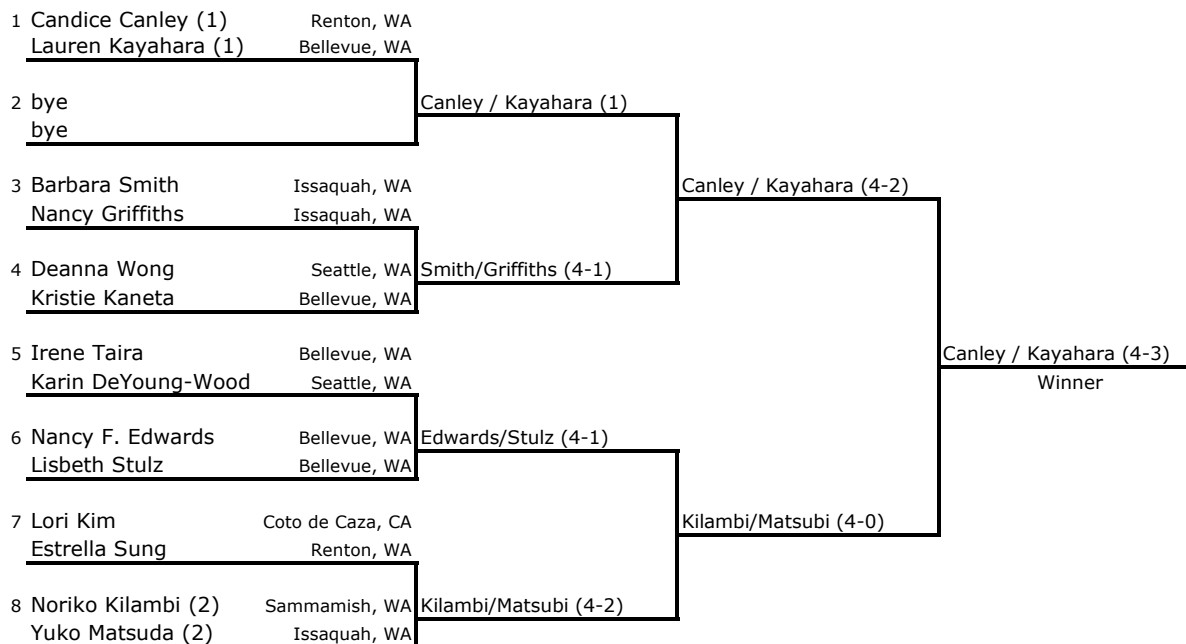 1 Candice Canley (1) Renton, WA
Lauren Kayahara (1) Bellevue, WA
2 bye
bye
Canley / Kayahara (1)
3 Barbara Smith Issaquah, WA
Nancy Griffiths Issaquah, WA
Canley / Kayahara (4-2)
4 Deanna Wong Seattle, WA
Kristie Kaneta Bellevue, WA
Smith/Griffiths (4-1)
5 Irene Taira Bellevue, WA
Karin DeYoung-Wood Seattle, WA
Canley / Kayahara (4-3)
Winner
6 Nancy F. Edwards Bellevue, WA
Lisbeth Stulz Bellevue, WA
Edwards/Stulz (4-1)
7 Lori Kim Coto de Caza, CA
Estrella Sung Renton, WA
Kilambi/Matsubi (4-0)
8 Noriko Kilambi (2) Sammamish, WA
Yuko Matsuda (2) Issaquah, WA
Kilambi/Matsubi (4-2)